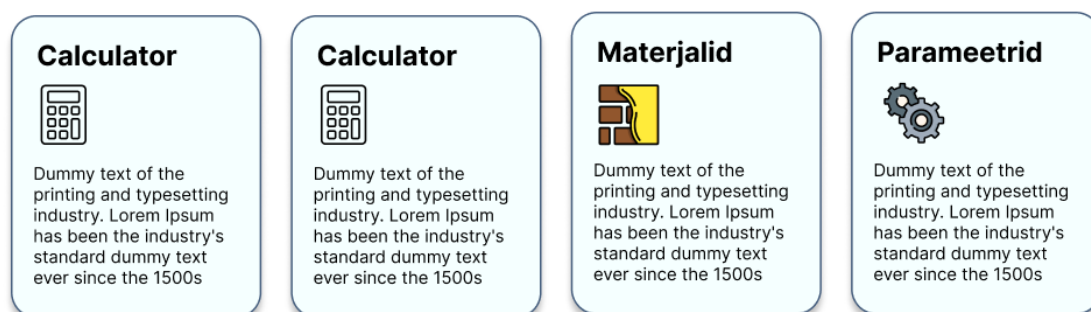 Calculator
Dummy text of the
printing and typesetting
industry. Lorem Ipsum
has been the industry's
standard dummy text
ever since the 1500s
Calculator
Dummy text of the
printing and typesetting
industry. Lorem Ipsum
has been the industry's
standard dummy text
ever since the 1500s
Materjalid
Dummy text of the
printing and typesetting
industry. Lorem Ipsum
has been the industry's
standard dummy text
ever since the 1500s
Parameetrid
Dummy text of the
printing and typesetting
industry. Lorem Ipsum
has been the industry's
standard dummy text
ever since the 1500s